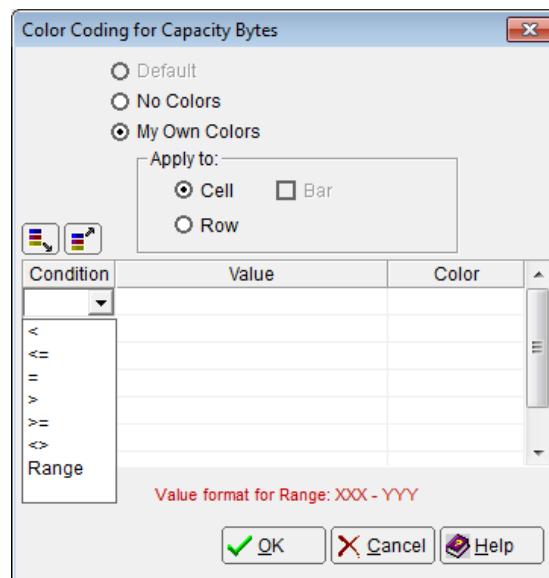 Color Coding for Capacity Bytes
Default
No Colors
My Own Colors
Apply to:
Cell Bar
Row
Condition Value Color
<
<=
=
>
>=
<>
Range
Value format for Range: XXX - YYY
OK Cancel Help